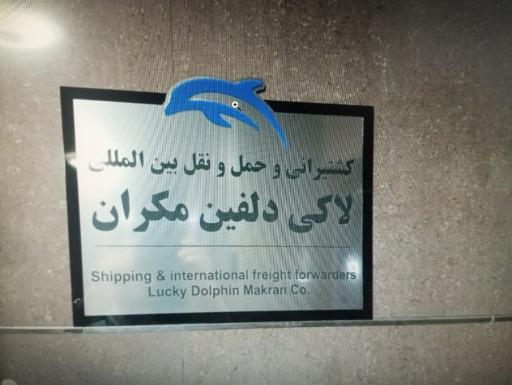 کشتیرانی و حمل و نقل بین المللی
لاکی دلفین مکران
Shipping & international freight forwarders
Lucky Dolphin Makran Co.